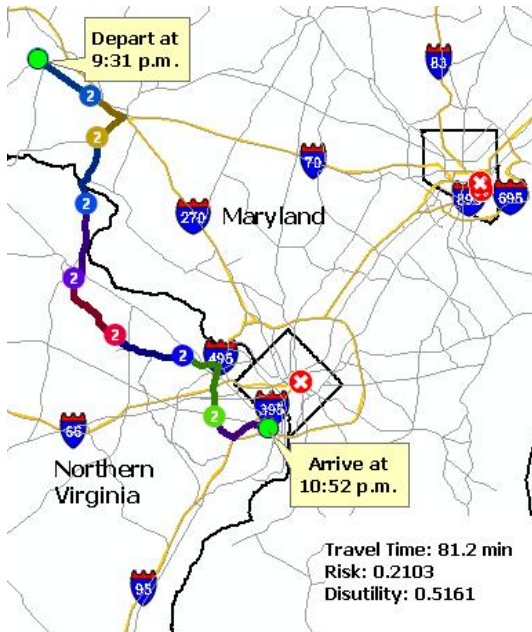 Depart at
9:31 p.m.
83
2
2
70
695
2
270
Maryland
2
2
2
495
395
2
66
Northern
Virginia
Arrive at
10:52 p.m.
95
Travel Time: 81.2 min
Risk: 0.2103
Disutility: 0.5161